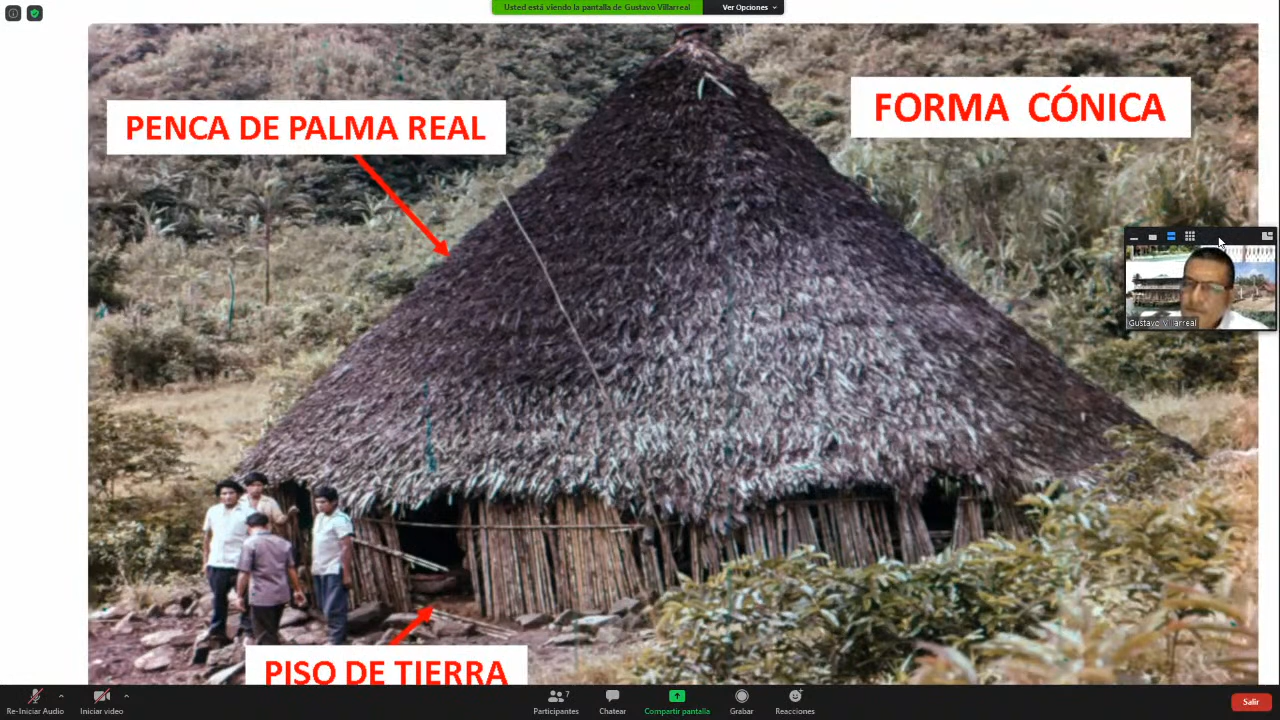 Usted está viendo la pantalla de Gustavo Villarreal
Ver Opciones
PENCA DE PALMA REAL
FORMA CÓNICA
Gustavo Villarreal
PISO DE TIERRA
Re-Iniciar Audio
Iniciar video
7
Participantes
Chatear
Compartir pantalla
Grabar
Reacciones
Salir